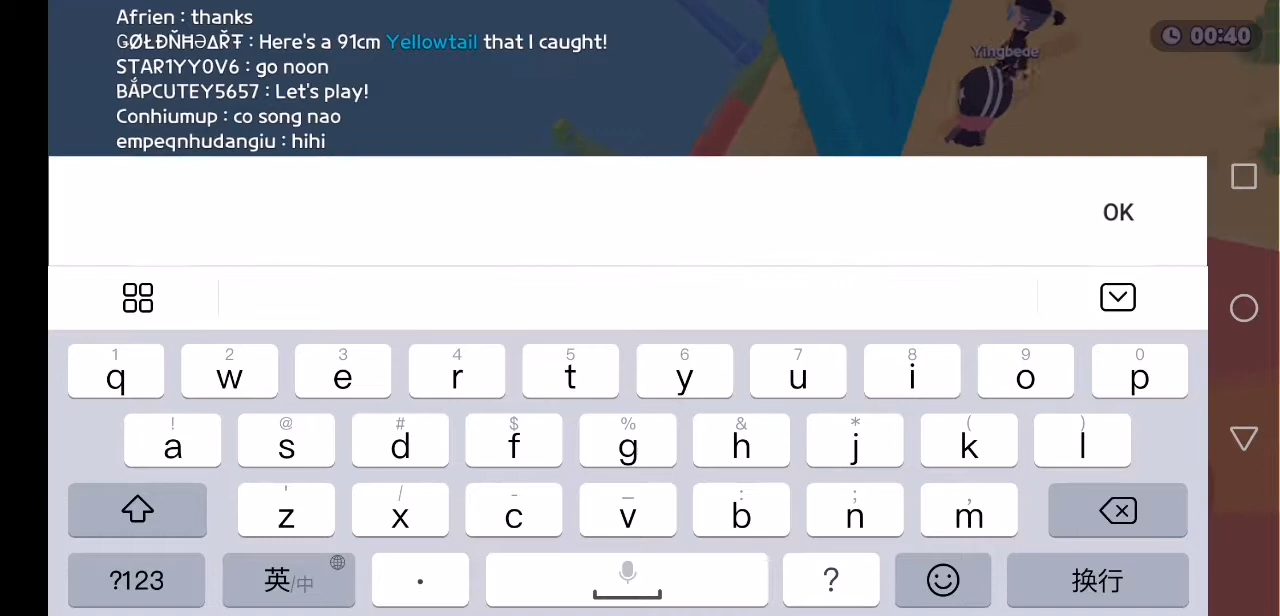 Afrien : thanks
GØŁĐŇĦƏΔŘŦ : Here's a 91cm Yellowtail that I caught!
STAR1YY0V6 : go noon
BẮPCUTEY5657 : Let's play!
Conhiumup : co song nao
empeqnhudangiu : hihi
Yingbede
00:40
OK
1 2 3 4 5 6 7 8 9 0
q w e r t y u i o p
! @ # $ % & * ( )
a s d f g h j k l
' / - _ : ; ,
z x c v b n m
?123 英/中 . ? 换行